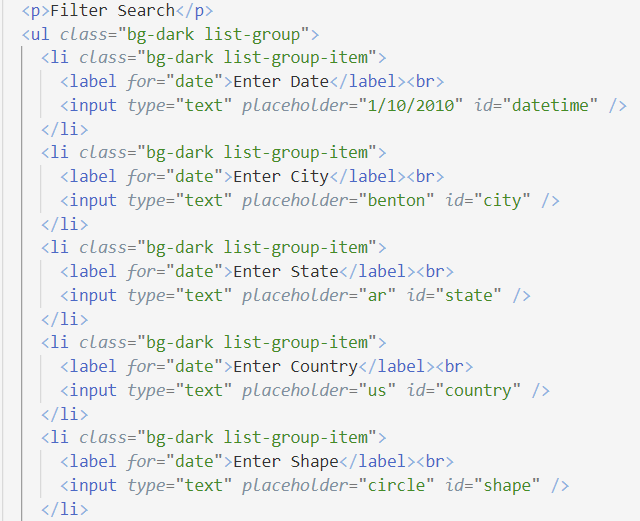 <p>Filter Search</p>
<ul class="bg-dark list-group">
<li class="bg-dark list-group-item">
<label for="date">Enter Date</label><br>
<input type="text" placeholder="1/10/2010" id="datetime" />
</li>
<li class="bg-dark list-group-item">
<label for="date">Enter City</label><br>
<input type="text" placeholder="benton" id="city" />
</li>
<li class="bg-dark list-group-item">
<label for="date">Enter State</label><br>
<input type="text" placeholder="ar" id="state" />
</li>
<li class="bg-dark list-group-item">
<label for="date">Enter Country</label><br>
<input type="text" placeholder="us" id="country" />
</li>
<li class="bg-dark list-group-item">
<label for="date">Enter Shape</label><br>
<input type="text" placeholder="circle" id="shape" />
</li>